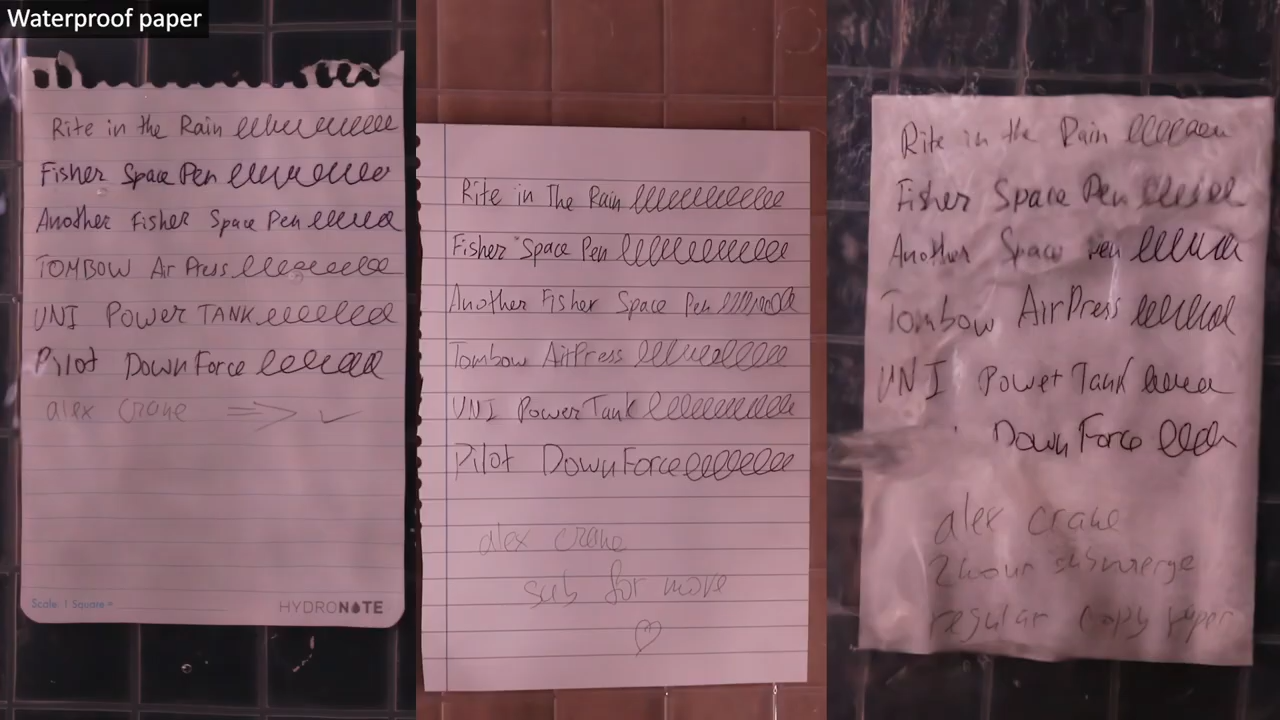 Waterproof paper
Rite in the Rain
Fisher Space Pen
Another Fisher Space Pen
TOMBOW Air Press
UNI POWER TANK
Pilot DownForce
alex crane
Scale: 1 Square =
HYDRONOTE
Rite in The Rain
Fisher Space Pen
Another Fisher Space Pen
Tombow AirPress
UNI PowerTank
Pilot DownForce
alex crane
sub for more
Rite in the Rain
Fisher Space Pen
Another Space Pen
Tombow AirPress
UNI Power Tank
DownForce
alex crane
2 hour submerge
regular copy paper